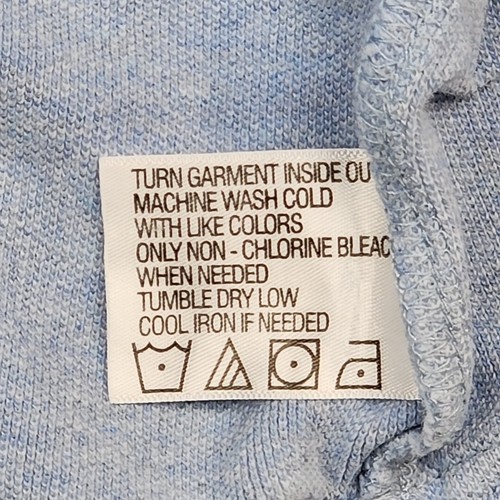 TURN GARMENT INSIDE OU
MACHINE WASH COLD
WITH LIKE COLORS
ONLY NON - CHLORINE BLEAC
WHEN NEEDED
TUMBLE DRY LOW
COOL IRON IF NEEDED